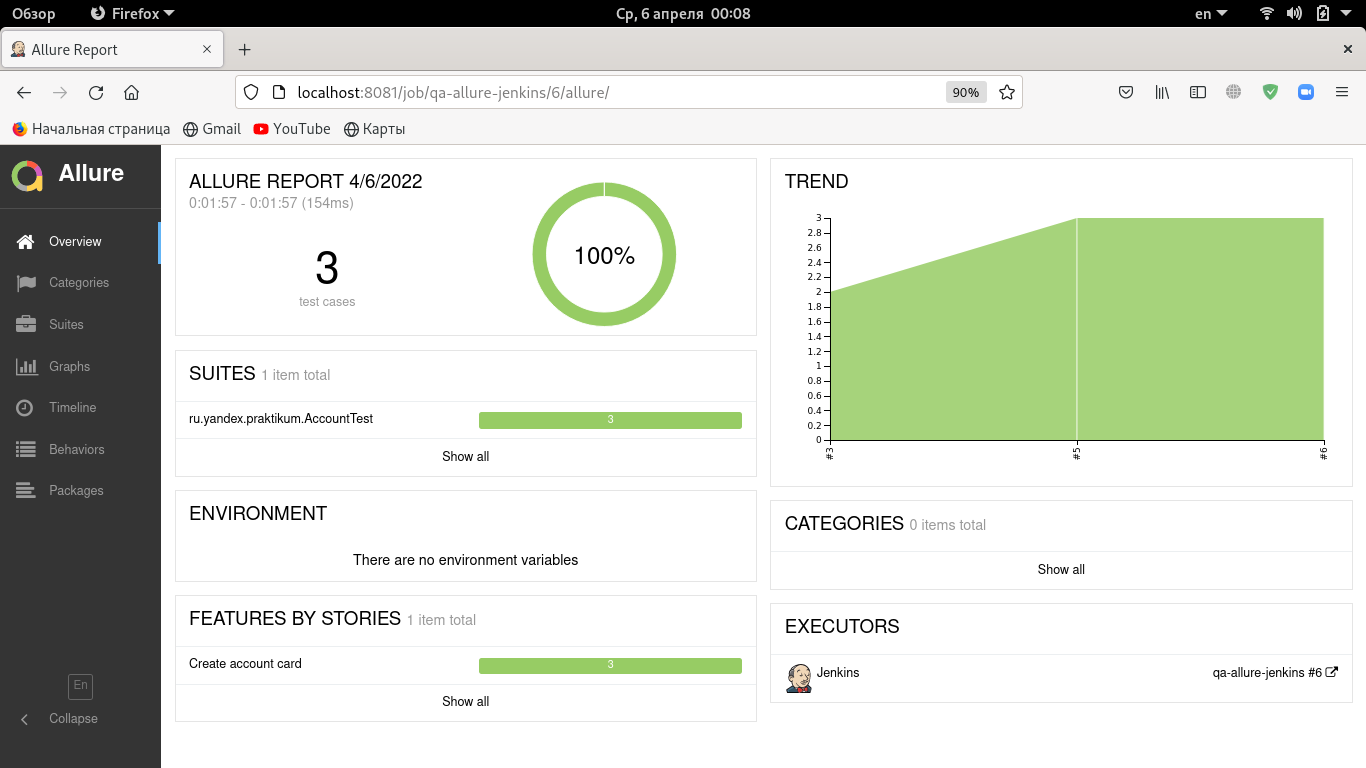 Обзор Firefox Ср, 6 апреля 00:08 en
Allure Report
localhost:8081/job/qa-allure-jenkins/6/allure/ 90%
Начальная страница Gmail YouTube Карты
Allure
Overview
Categories
Suites
Graphs
Timeline
Behaviors
Packages
En
Collapse
ALLURE REPORT 4/6/2022
0:01:57 - 0:01:57 (154ms)
3
test cases
100%
SUITES 1 item total
ru.yandex.praktikum.AccountTest 3
Show all
ENVIRONMENT
There are no environment variables
FEATURES BY STORIES 1 item total
Create account card 3
Show all
TREND
3
2.8
2.6
2.4
2.2
2
1.8
1.6
1.4
1.2
1
0.8
0.6
0.4
0.2
0
#3 #5 #6
CATEGORIES 0 items total
Show all
EXECUTORS
Jenkins qa-allure-jenkins #6